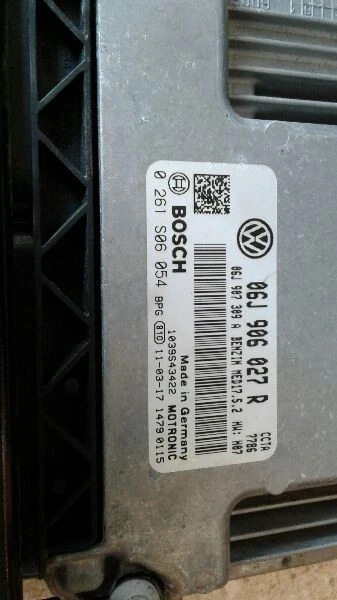 06J 906 027 R
CCTA
7786
06J 907 309 A BENZIN MED17.5.2 HW: H07
BOSCH
Made in Germany
1039S43422 MOTRONIC
0 261 S06 054 BPG 810 11-03-17 1479 0115